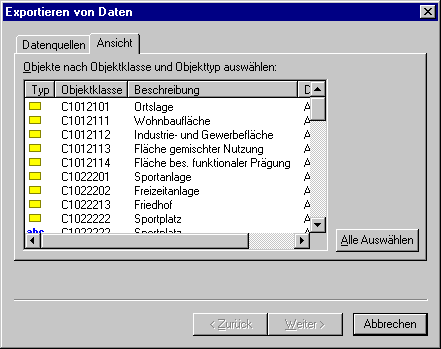 Exportieren von Daten
Datenquellen Ansicht
Objekte nach Objektklasse und Objekttyp auswählen:
Typ Objektklasse Beschreibung
C1012101 Ortslage A
C1012111 Wohnbaufläche A
C1012112 Industrie- und Gewerbefläche A
C1012113 Fläche gemischter Nutzung A
C1012114 Fläche bes. funktionaler Prägung A
C1022201 Sportanlage A
C1022202 Freizeitanlage A
C1022213 Friedhof A
C1022222 Sportplatz A
abc C1022222 Sportplatz A
Alle Auswählen
< Zurück Weiter > Abbrechen